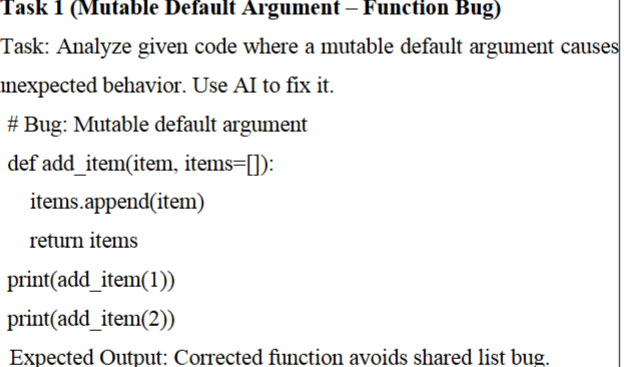 Task 1 (Mutable Default Argument – Function Bug)
Task: Analyze given code where a mutable default argument causes
unexpected behavior. Use AI to fix it.
# Bug: Mutable default argument
def add_item(item, items=[]):
items.append(item)
return items
print(add_item(1))
print(add_item(2))
Expected Output: Corrected function avoids shared list bug.